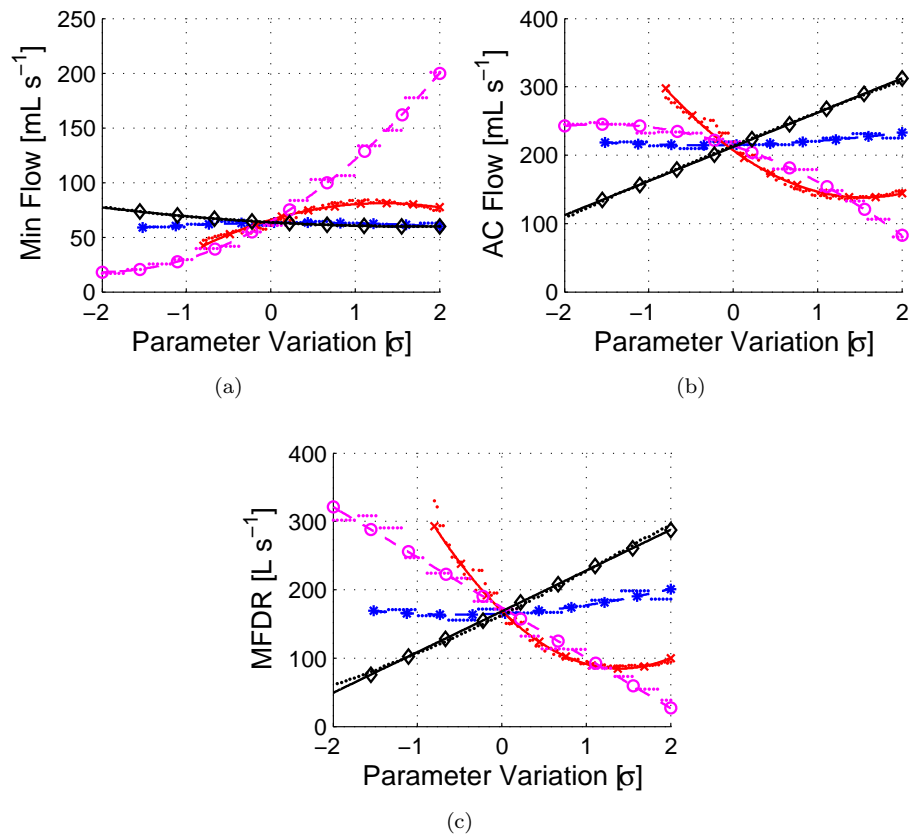 250
200
150
100
50
0
Min Flow [mL s⁻¹]
−2 −1 0 1 2
Parameter Variation [σ]
(a)
400
300
200
100
0
AC Flow [mL s⁻¹]
−2 −1 0 1 2
Parameter Variation [σ]
(b)
400
300
200
100
0
MFDR [L s⁻¹]
−2 −1 0 1 2
Parameter Variation [σ]
(c)